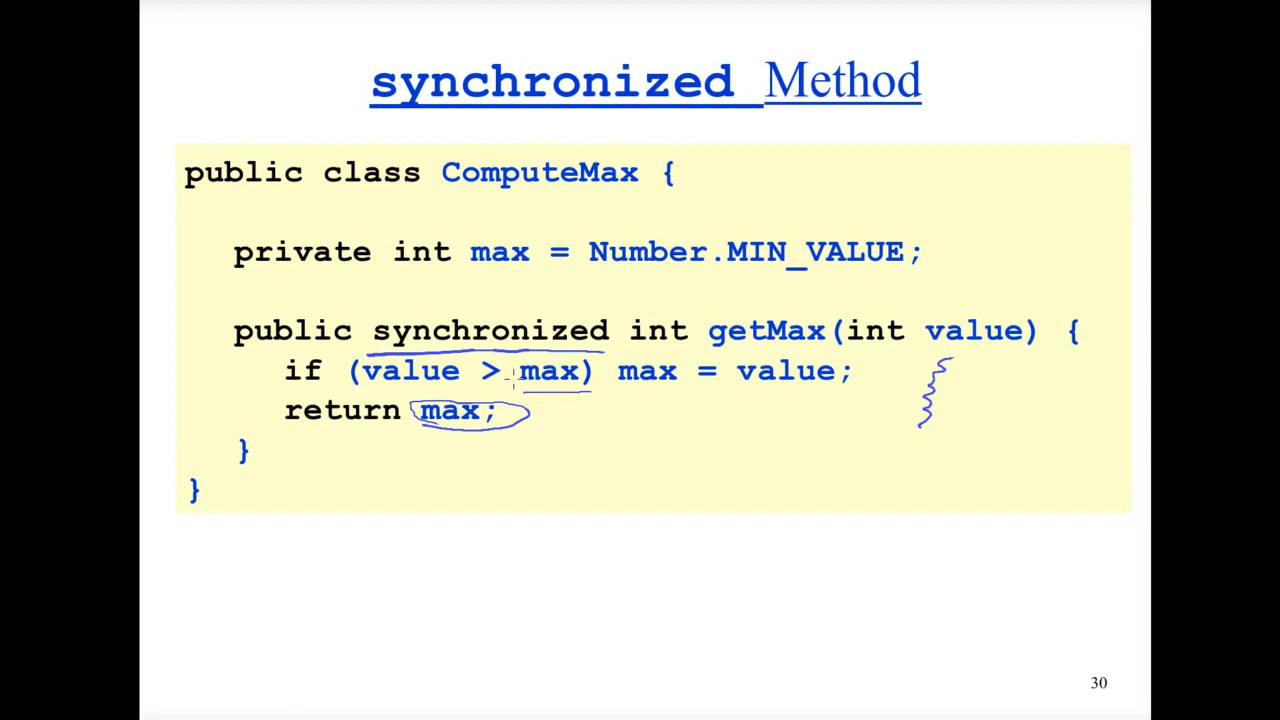 synchronized Method
public class ComputeMax {
private int max = Number.MIN_VALUE;
public synchronized int getMax(int value) {
if (value > max) max = value;
return max;
}
}
30